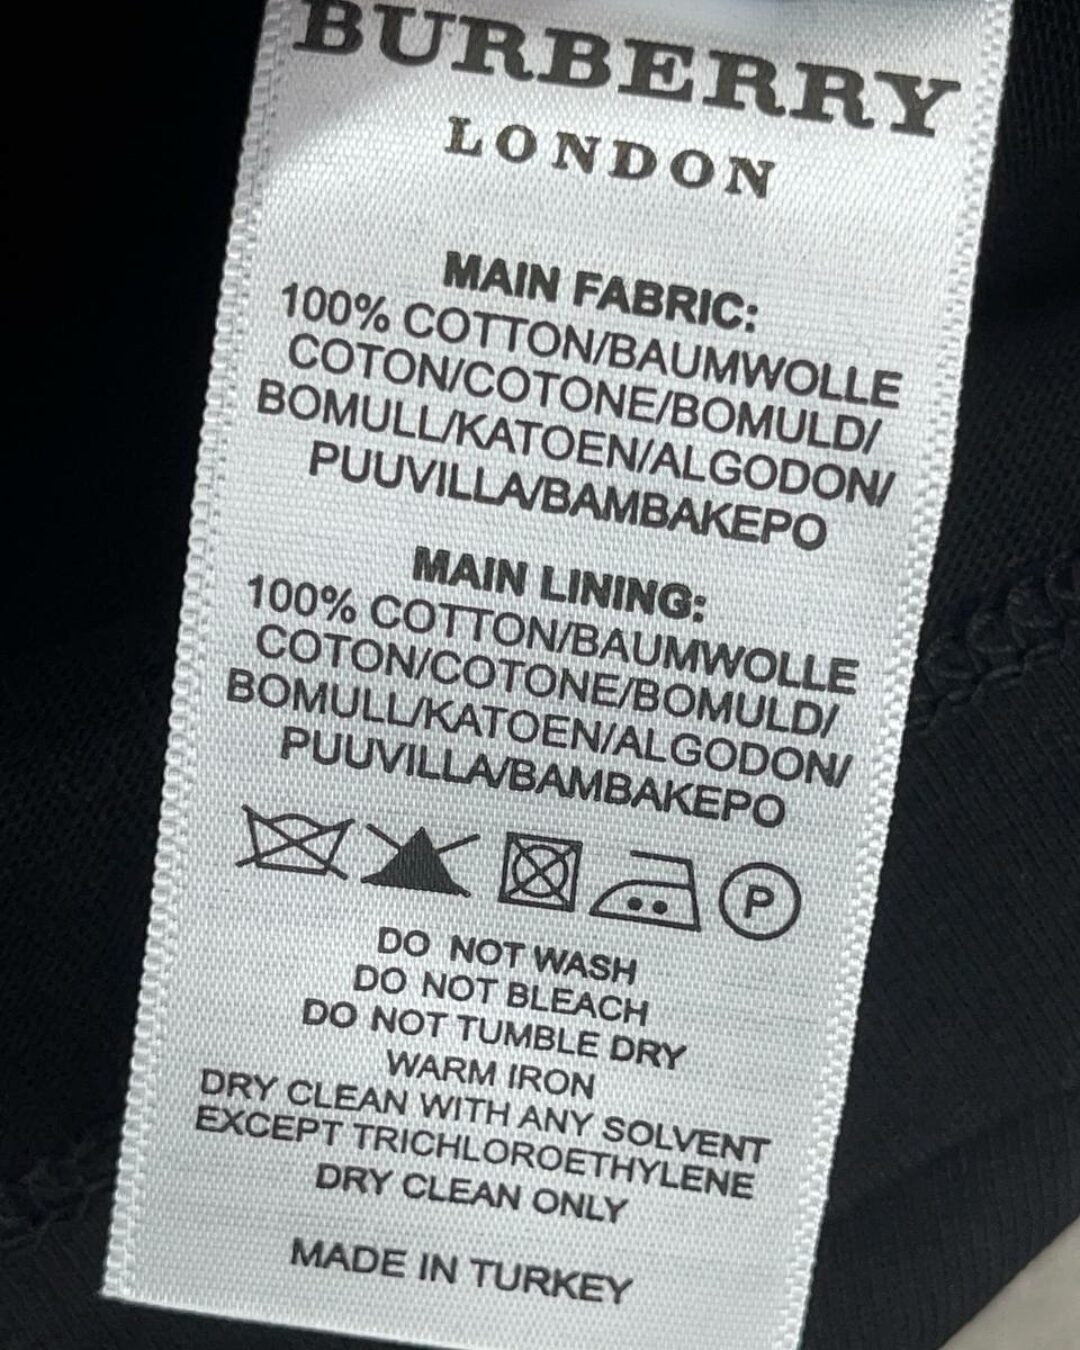 BURBERRY
LONDON
MAIN FABRIC:
100% COTTON/BAUMWOLLE
COTON/COTONE/BOMULD/
BOMULL/KATOEN/ALGODON/
PUUVILLA/BAMBAKEPO
MAIN LINING:
100% COTTON/BAUMWOLLE
COTON/COTONE/BOMULD/
BOMULL/KATOEN/ALGODON/
PUUVILLA/BAMBAKEPO
P
DO NOT WASH
DO NOT BLEACH
DO NOT TUMBLE DRY
WARM IRON
DRY CLEAN WITH ANY SOLVENT
EXCEPT TRICHLOROETHYLENE
DRY CLEAN ONLY
MADE IN TURKEY